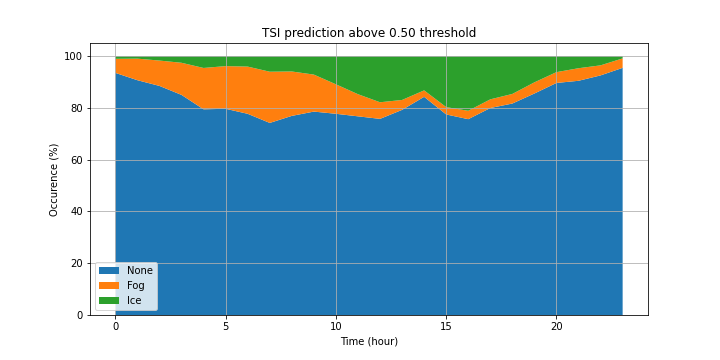 TSI prediction above 0.50 threshold
100
80
60
40
20
0
Occurence (%)
None
Fog
Ice
0
5
10
15
20
Time (hour)